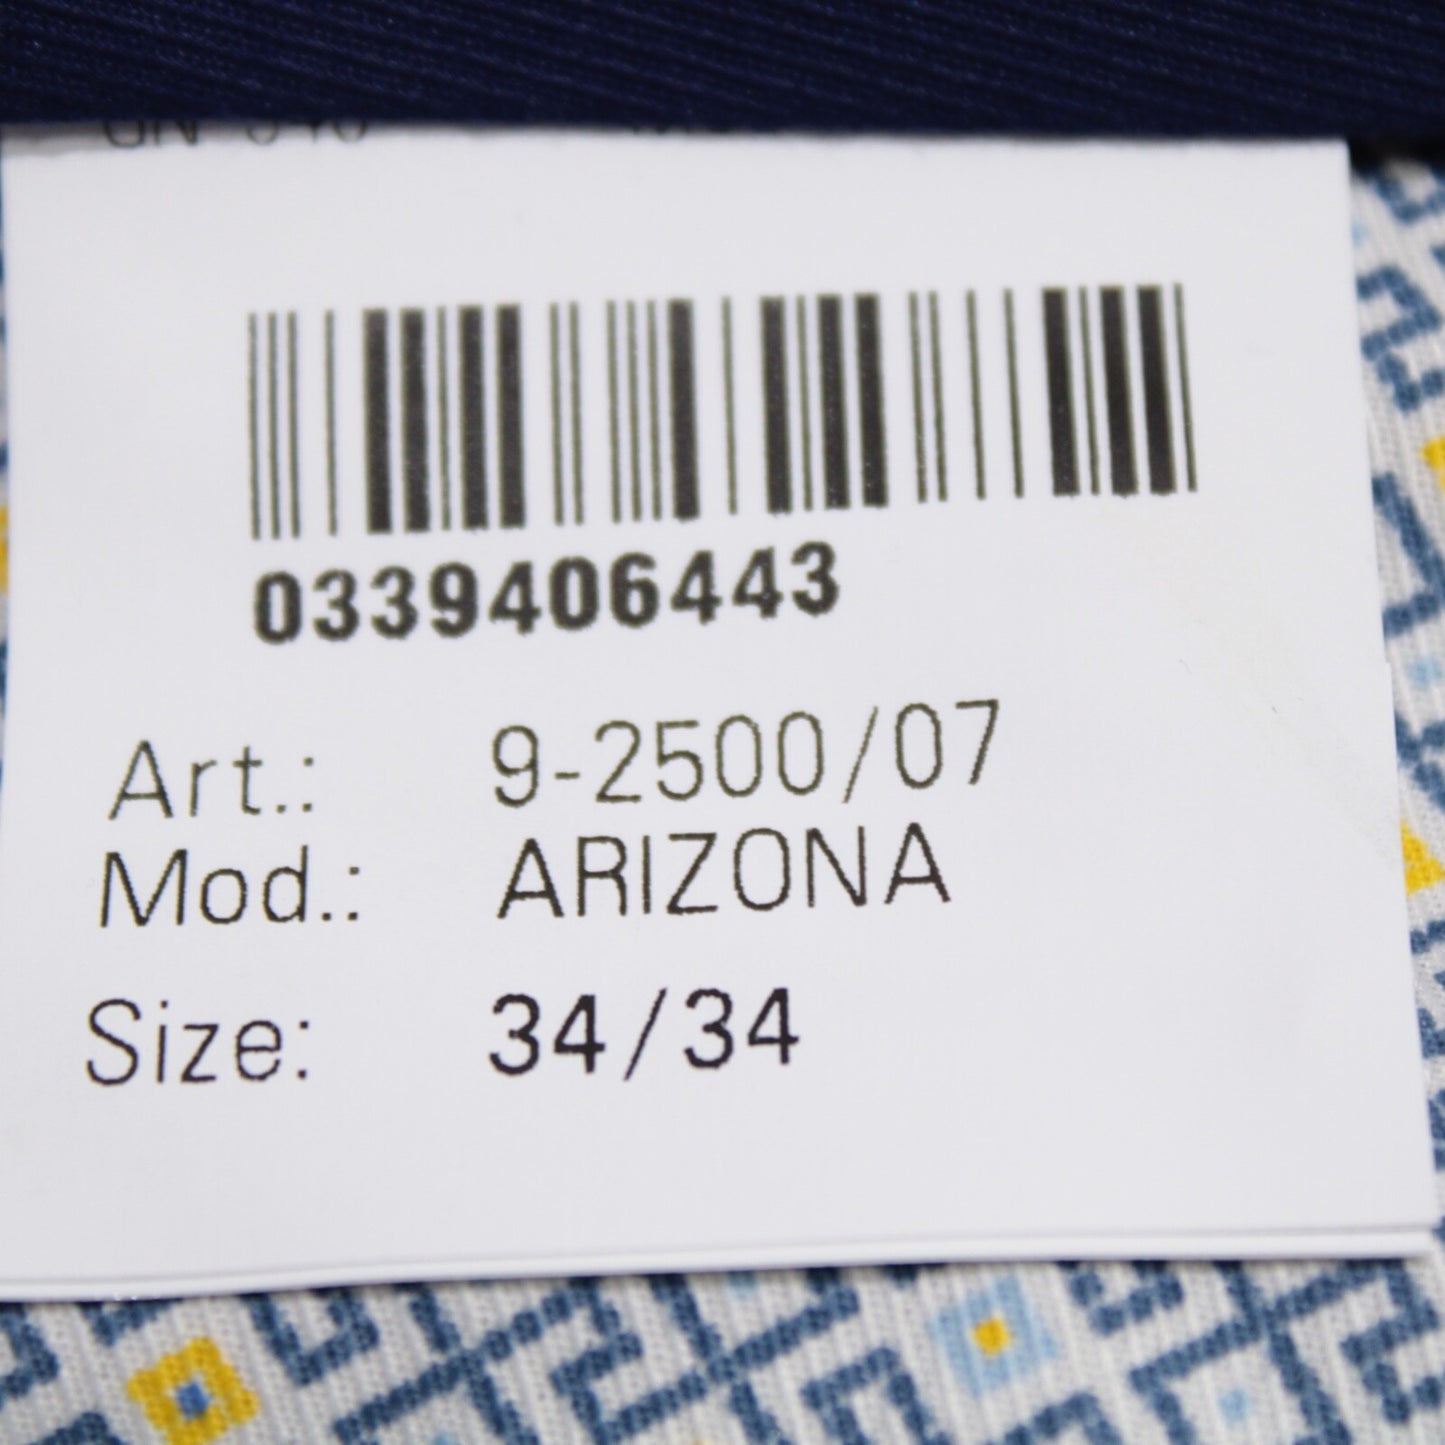 0339406443
Art.: 9-2500/07
Mod.: ARIZONA
Size: 34/34